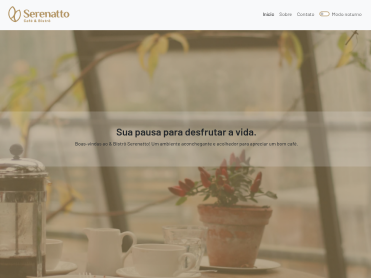 Serenatto
Café & Bistrô
Início Sobre Contato Modo noturno
Sua pausa para desfrutar a vida.
Boas-vindas ao & Bistrô Serenatto! Um ambiente aconchegante e acolhedor para apreciar um bom café.